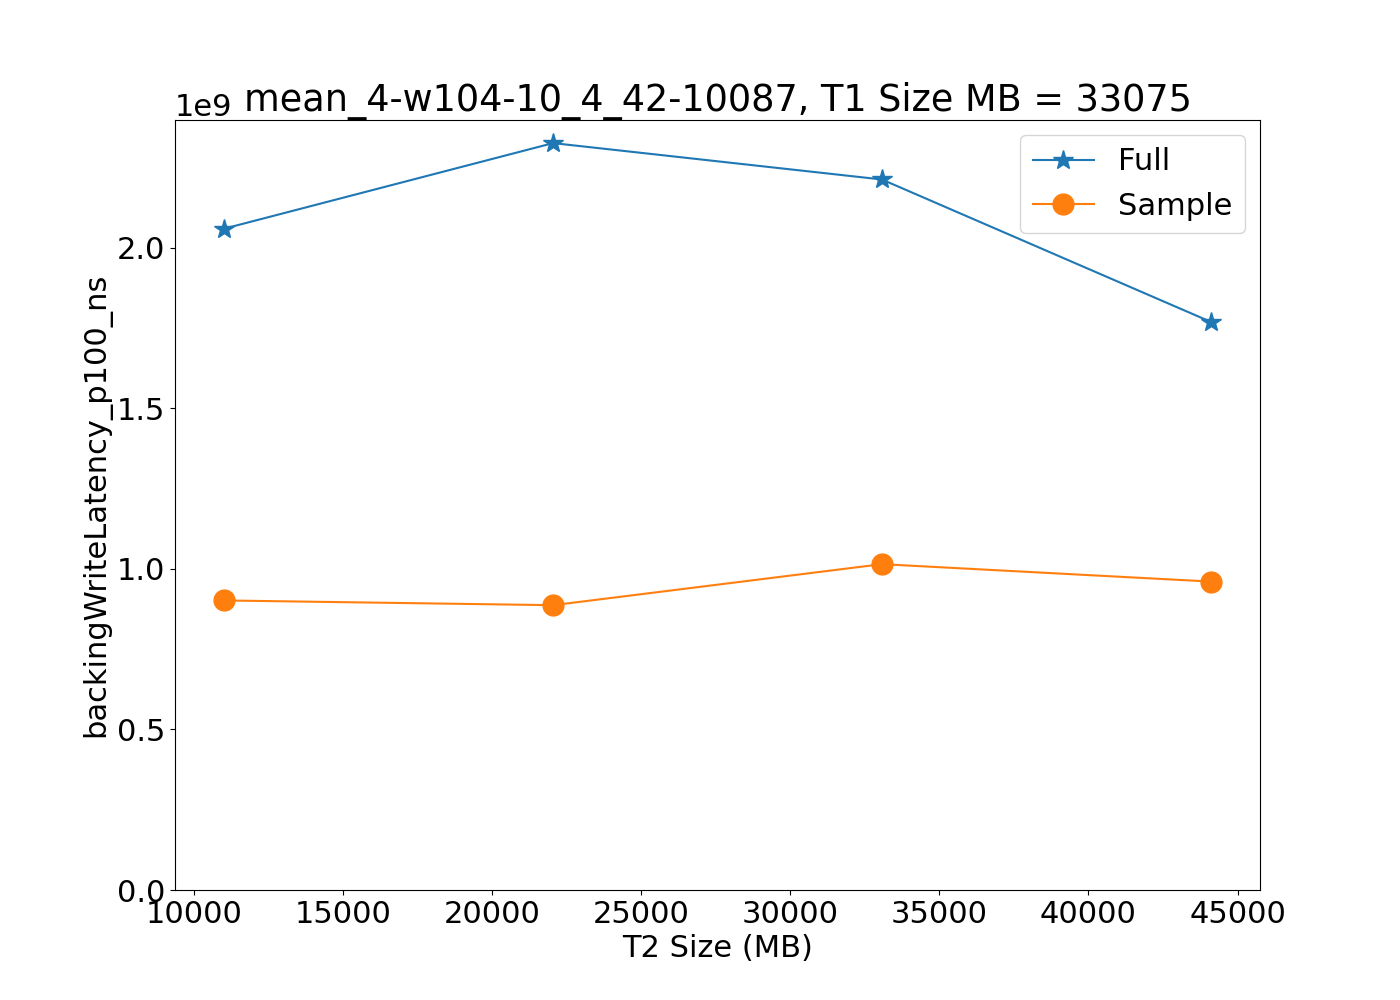 1e9
mean_4-w104-10_4_42-10087, T1 Size MB = 33075
Full
Sample
backingWriteLatency_p100_ns
2.0
1.5
1.0
0.5
0.0
10000 15000 20000 25000 30000 35000 40000 45000
T2 Size (MB)